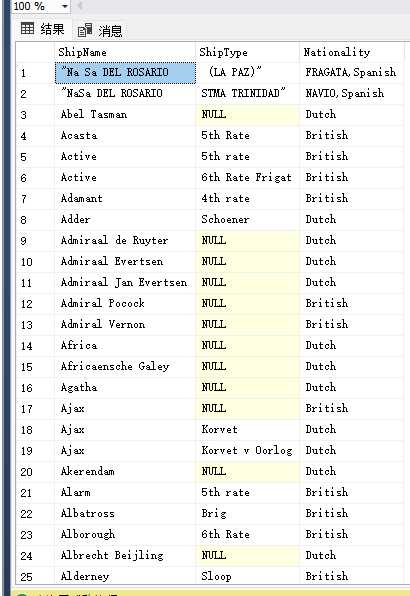 100 %
结果 消息
ShipName ShipType Nationality
1 "Na Sa DEL ROSARIO (LA PAZ)" FRAGATA,Spanish
2 "NaSa DEL ROSARIO STMA TRINIDAD" NAVIO,Spanish
3 Abel Tasman NULL Dutch
4 Acasta 5th Rate British
5 Active 5th rate British
6 Active 6th Rate Frigat British
7 Adamant 4th rate British
8 Adder Schoener Dutch
9 Admiraal de Ruyter NULL Dutch
10 Admiraal Evertsen NULL Dutch
11 Admiraal Jan Evertsen NULL Dutch
12 Admiral Pocock NULL British
13 Admiral Vernon NULL British
14 Africa NULL Dutch
15 Africaensche Galey NULL Dutch
16 Agatha NULL Dutch
17 Ajax NULL British
18 Ajax Korvet Dutch
19 Ajax Korvet v Oorlog Dutch
20 Akerendam NULL Dutch
21 Alarm 5th rate British
22 Albatross Brig British
23 Alborough 6th Rate British
24 Albrecht Beijling NULL Dutch
25 Alderney Sloop British